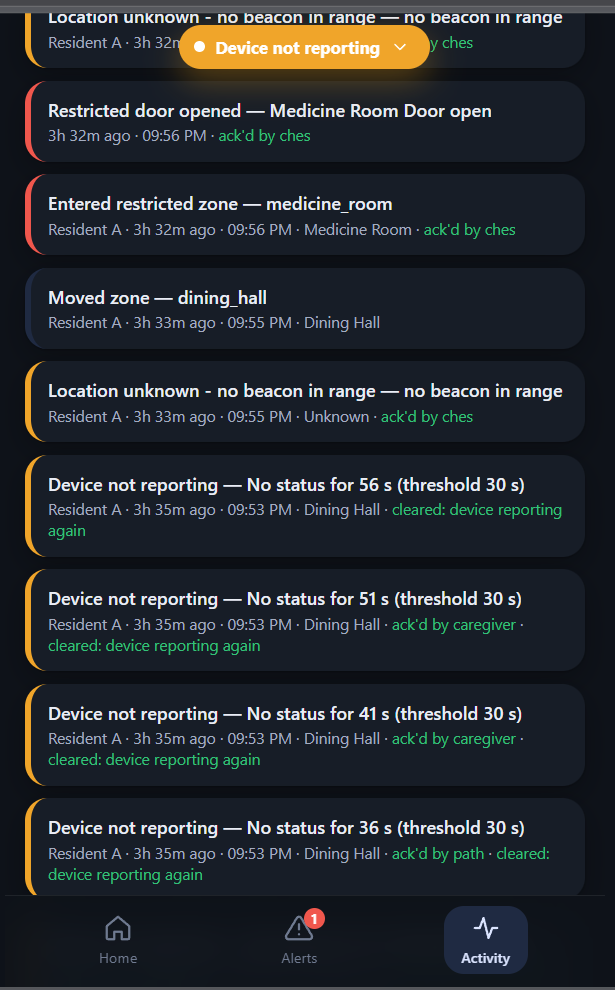 Location unknown - no beacon in range — no beacon in range
Resident A · 3h 32m
y ches
Device not reporting
Restricted door opened — Medicine Room Door open
3h 32m ago · 09:56 PM · ack'd by ches
Entered restricted zone — medicine_room
Resident A · 3h 32m ago · 09:56 PM · Medicine Room · ack'd by ches
Moved zone — dining_hall
Resident A · 3h 33m ago · 09:55 PM · Dining Hall
Location unknown - no beacon in range — no beacon in range
Resident A · 3h 33m ago · 09:55 PM · Unknown · ack'd by ches
Device not reporting — No status for 56 s (threshold 30 s)
Resident A · 3h 35m ago · 09:53 PM · Dining Hall · cleared: device reporting
again
Device not reporting — No status for 51 s (threshold 30 s)
Resident A · 3h 35m ago · 09:53 PM · Dining Hall · ack'd by caregiver ·
cleared: device reporting again
Device not reporting — No status for 41 s (threshold 30 s)
Resident A · 3h 35m ago · 09:53 PM · Dining Hall · ack'd by caregiver ·
cleared: device reporting again
Device not reporting — No status for 36 s (threshold 30 s)
Resident A · 3h 35m ago · 09:53 PM · Dining Hall · ack'd by path · cleared:
device reporting again
1
Home
Alerts
Activity